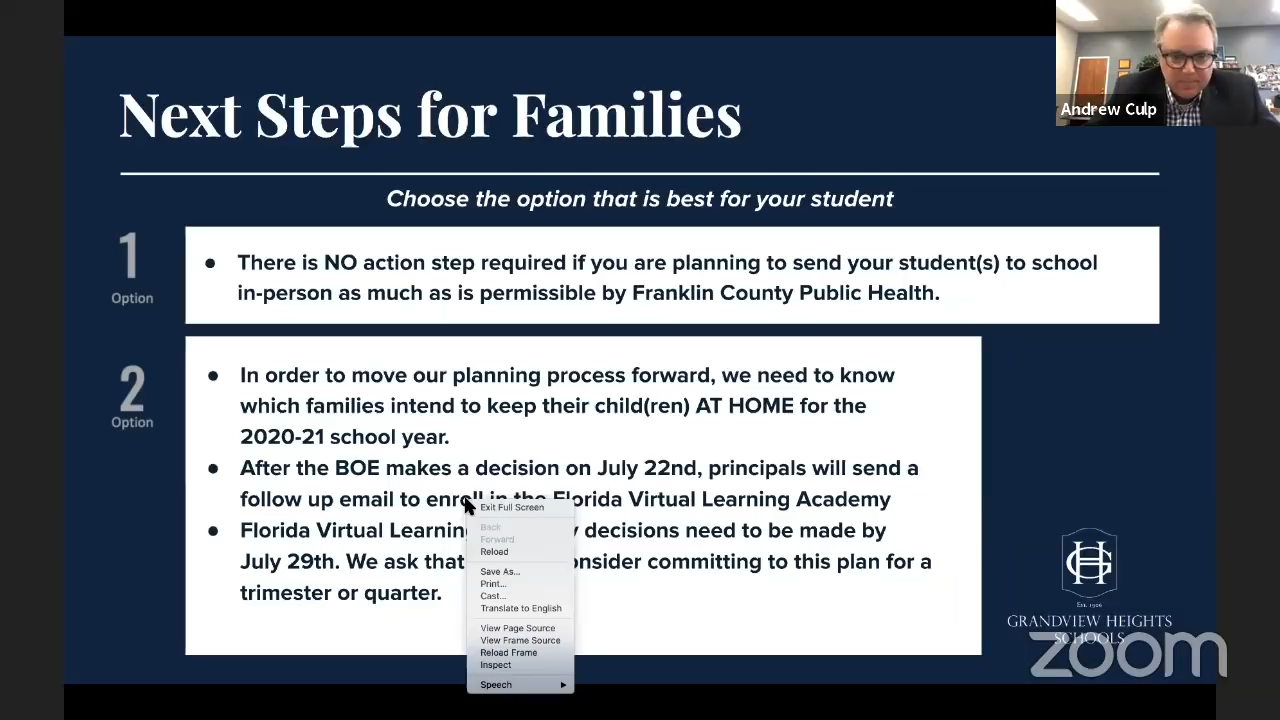 Next Steps for Families
Andrew Culp
Choose the option that is best for your student
1
Option
● There is NO action step required if you are planning to send your student(s) to school
in-person as much as is permissible by Franklin County Public Health.
2
Option
● In order to move our planning process forward, we need to know
which families intend to keep their child(ren) AT HOME for the
2020-21 school year.
● After the BOE makes a decision on July 22nd, principals will send a
follow up email to enroll in the Florida Virtual Learning Academy
● Florida Virtual Learning decisions need to be made by
July 29th. We ask that committing to this plan for a
trimester or quarter.
Exit Full Screen
Back
Forward
Reload
Save As...
Print...
Cast...
Translate to English
View Page Source
View Frame Source
Reload Frame
Inspect
Speech
GH
Est. 1906
GRANDVIEW HEIGHTS
SCHOOLS
zoom